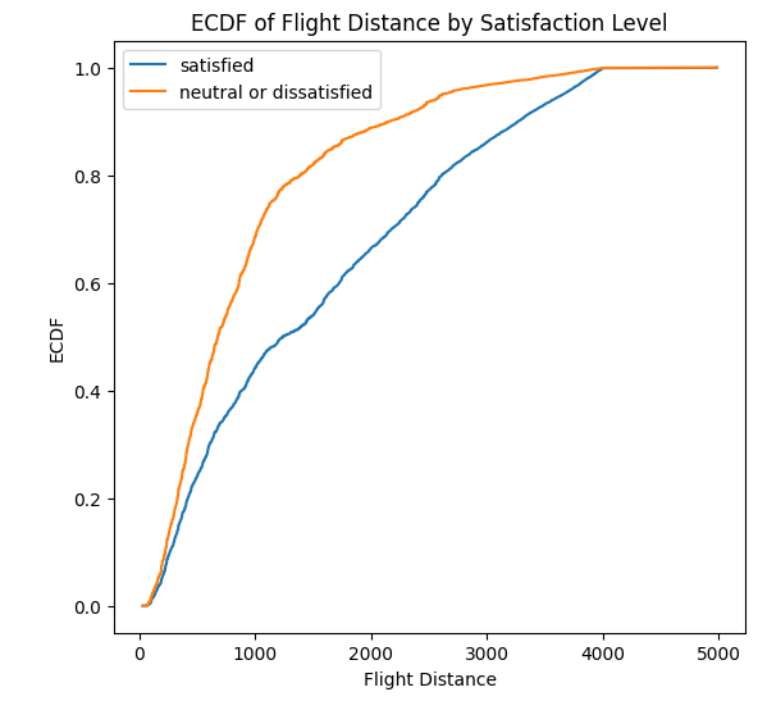 ECDF of Flight Distance by Satisfaction Level
satisfied
neutral or dissatisfied
1.0
0.8
0.6
0.4
0.2
0.0
ECDF
0 1000 2000 3000 4000 5000
Flight Distance